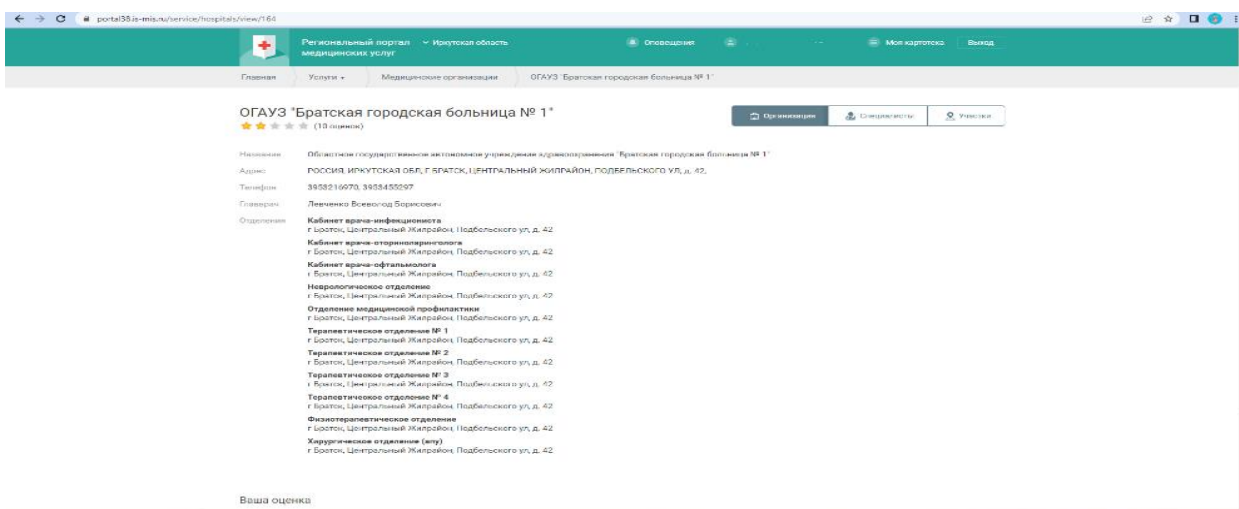 portal38.is-mis.ru/service/hospitals/view/164
Региональный портал медицинских услуг
Иркутская область
Оповещения
Моя картотека
Выход
Главная
Услуги
Медицинские организации
ОГАУЗ "Братская городская больница № 1"
ОГАУЗ "Братская городская больница № 1"
(10 оценок)
Организация
Специалисты
Участки
Название Областное государственное автономное учреждение здравоохранения "Братская городская больница № 1"
Адрес РОССИЯ, ИРКУТСКАЯ ОБЛ, Г БРАТСК, ЦЕНТРАЛЬНЫЙ ЖИЛРАЙОН, ПОДБЕЛЬСКОГО УЛ, д. 42,
Телефон 3953216970, 3953455297
Главврач Левченко Всеволод Борисович
Отделения Кабинет врача-инфекциониста
г Братск, Центральный Жилрайон, Подбельского ул, д. 42
Кабинет врача-оториноларинголога
г Братск, Центральный Жилрайон, Подбельского ул, д. 42
Кабинет врача-офтальмолога
г Братск, Центральный Жилрайон, Подбельского ул, д. 42
Неврологическое отделение
г Братск, Центральный Жилрайон, Подбельского ул, д. 42
Отделение медицинской профилактики
г Братск, Центральный Жилрайон, Подбельского ул, д. 42
Терапевтическое отделение № 1
г Братск, Центральный Жилрайон, Подбельского ул, д. 42
Терапевтическое отделение № 2
г Братск, Центральный Жилрайон, Подбельского ул, д. 42
Терапевтическое отделение № 3
г Братск, Центральный Жилрайон, Подбельского ул, д. 42
Терапевтическое отделение № 4
г Братск, Центральный Жилрайон, Подбельского ул, д. 42
Физиотерапевтическое отделение
г Братск, Центральный Жилрайон, Подбельского ул, д. 42
Хирургическое отделение (апу)
г Братск, Центральный Жилрайон, Подбельского ул, д. 42
Ваша оценка